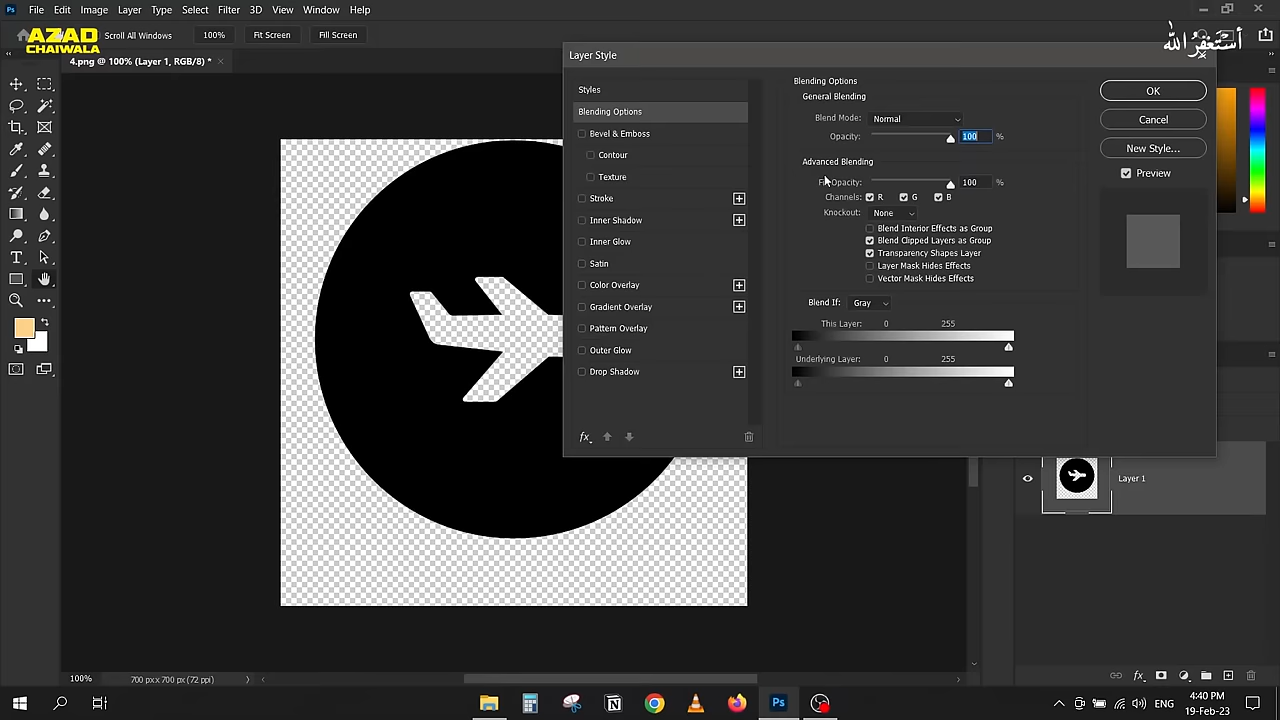 Ps File Edit Image Layer Type Select Filter 3D View Window Help
AZAD
CHAIWALA
Scroll All Windows 100% Fit Screen Fill Screen
أستغفر الله
4.png @ 100% (Layer 1, RGB/8) *
Layer Style
Styles
Blending Options
Bevel & Emboss
Contour
Texture
Stroke
Inner Shadow
Inner Glow
Satin
Color Overlay
Gradient Overlay
Pattern Overlay
Outer Glow
Drop Shadow
fx
Blending Options
General Blending
Blend Mode: Normal
Opacity: 100 %
Advanced Blending
Fill Opacity: 100 %
Channels: R G B
Knockout: None
Blend Interior Effects as Group
Blend Clipped Layers as Group
Transparency Shapes Layer
Layer Mask Hides Effects
Vector Mask Hides Effects
Blend If: Gray
This Layer: 0 255
Underlying Layer: 0 255
OK
Cancel
New Style...
Preview
Layer 1
fx
100% 700 px x 700 px (72 ppi)
Ps
ENG
4:40 PM
19-Feb-23